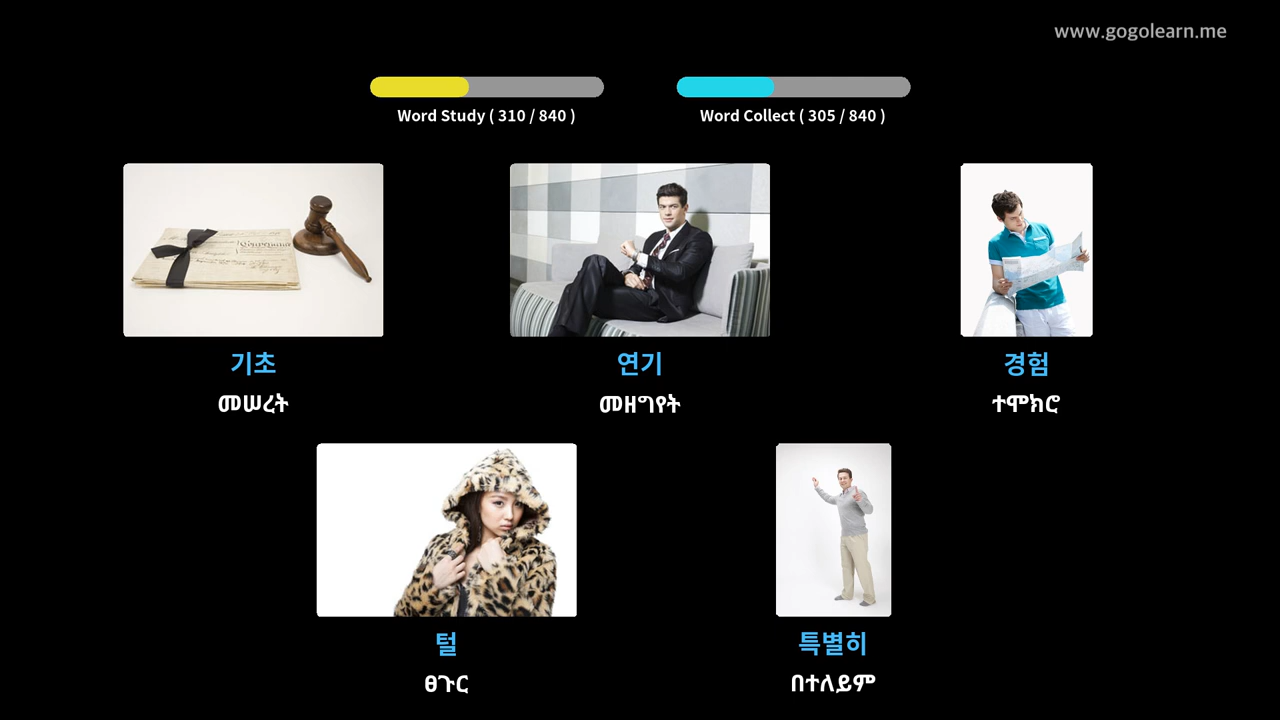 www.gogolearn.me
Word Study ( 310 / 840 )
Word Collect ( 305 / 840 )
기초
መሠረት
연기
መዘግየት
경험
ተሞክሮ
털
ፀጉር
특별히
በተለይም